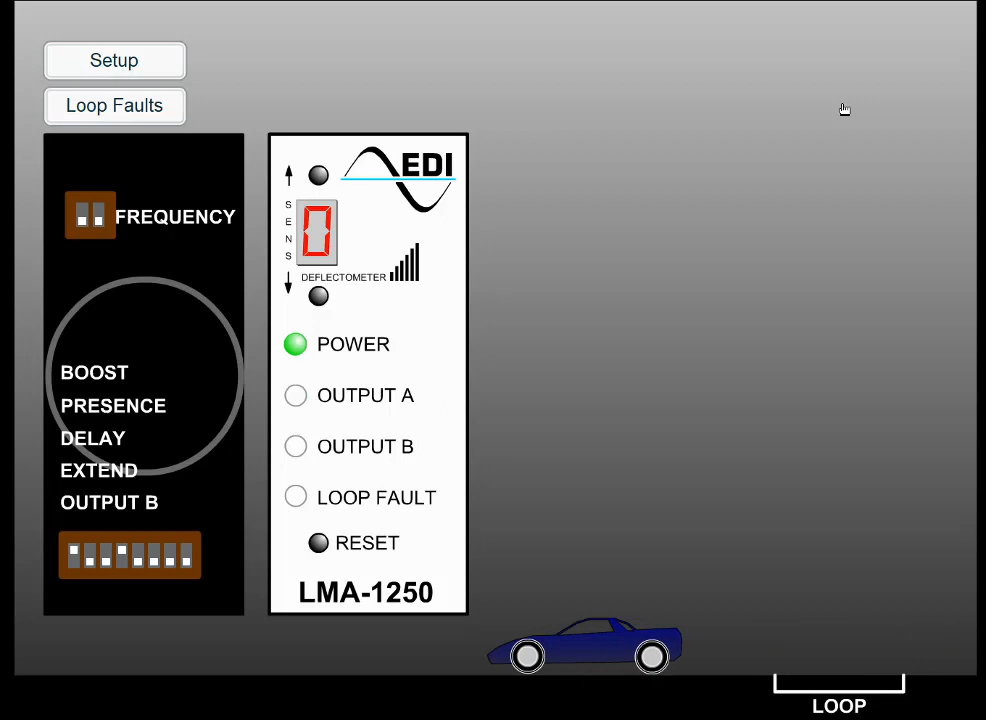 Setup
Loop Faults
FREQUENCY
BOOST
PRESENCE
DELAY
EXTEND
OUTPUT B
EDI
SENS
0
DEFLECTOMETER
POWER
OUTPUT A
OUTPUT B
LOOP FAULT
RESET
LMA-1250
LOOP